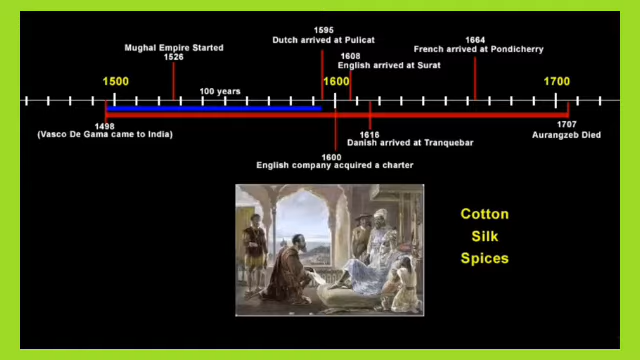 1595
Dutch arrived at Pulicat
1664
French arrived at Pondicherry
Mughal Empire Started
1526
1608
English arrived at Surat
1500
1600
1700
100 years
1498
(Vasco De Gama came to India)
1616
Danish arrived at Tranquebar
1707
Aurangzeb Died
1600
English company acquired a charter
Cotton
Silk
Spices